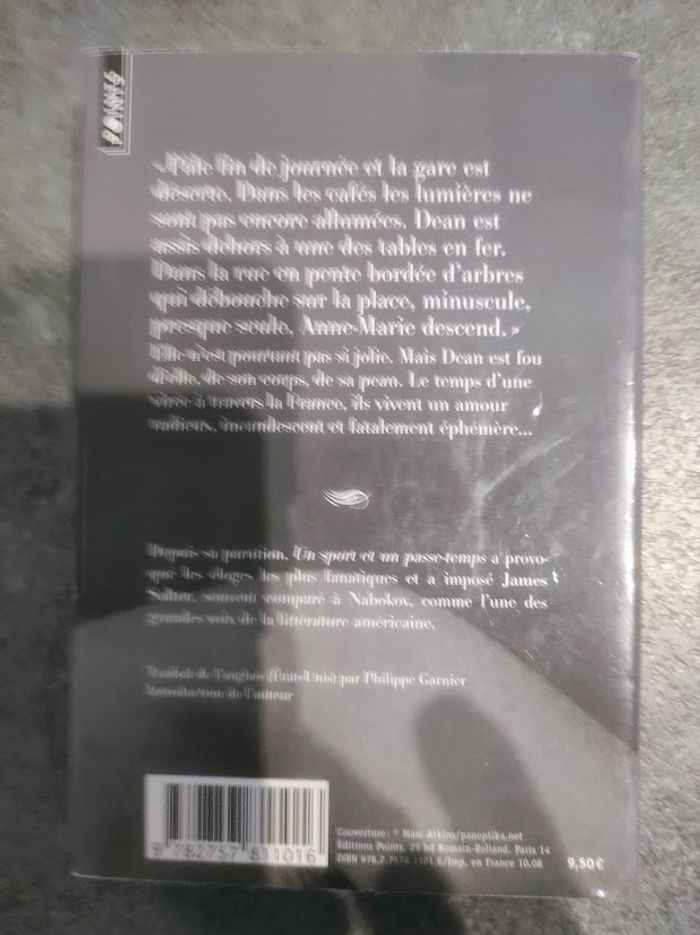 POINTS
« Pâle fin de journée et la gare est
déserte. Dans les cafés les lumières ne
sont pas encore allumées. Dean est
assis dehors à une des tables en fer.
Dans la rue en pente bordée d'arbres
qui débouche sur la place, minuscule,
presque seule, Anne-Marie descend. »
Elle n'est pourtant pas si jolie. Mais Dean est fou
d'elle, de son corps, de sa peau. Le temps d'une
virée à travers la France, ils vivent un amour
radieux, incandescent et fatalement éphémère...
Depuis sa parution, Un sport et un passe-temps a provo-
qué les éloges les plus fanatiques et a imposé James
Salter, souvent comparé à Nabokov, comme l'une des
grandes voix de la littérature américaine.
Traduit de l'anglais (États-Unis) par Philippe Garnier
Introduction de l'auteur
Couverture : © Marc Atkins/panoptika.net
Editions Points, 25 bd Romain-Rolland, Paris 14
ISBN 978.2.7578.1101.6/Imp. en France 10.08
9,50€
9 782757 811016